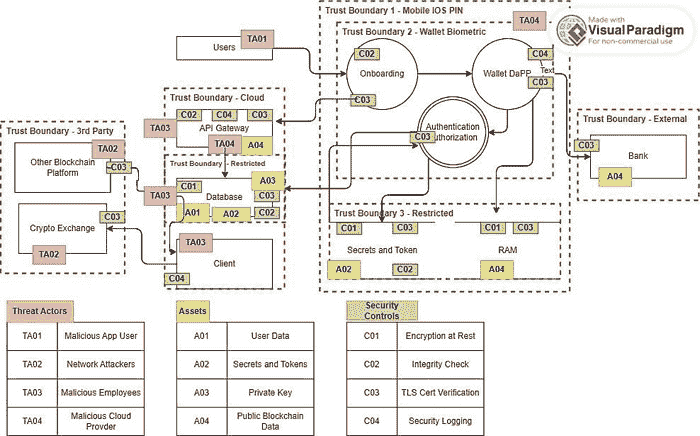 Made with
VisualParadigm
For non-commercial use
Trust Boundary 1 - Mobile IOS PIN
TA04
TA01
Users
Trust Boundary 2 - Wallet Biometric
C02
Onboarding
C03
Wallet DaPP
C04
Text
C03
Trust Boundary - Cloud
C02
C04
C03
TA03
API Gateway
TA04
A04
Authentication
Authorization
C03
Trust Boundary - External
C03
Bank
A04
Trust Boundary - 3rd Party
TA02
Other Blockchain
Platform
C03
Crypto Exchange
C03
TA02
Trust Boundary - Restricted
TA03
C01
A03
Database
C03
A01
A02
C02
TA03
Client
C04
Trust Boundary 3 - Restricted
C01
C03
Secrets and Token
A02
C02
C01
C03
RAM
A04
Threat Actors
TA01
Malicious App User
TA02
Network Attackers
TA03
Malicious Employees
TA04
Malicious Cloud
Provder
Assets
A01
User Data
A02
Secrets and Tokens
A03
Private Key
A04
Public Blockchain
Data
Security
Controls
C01
Encryption at Rest
C02
Integrity Check
C03
TLS Cert Verification
C04
Security Logging